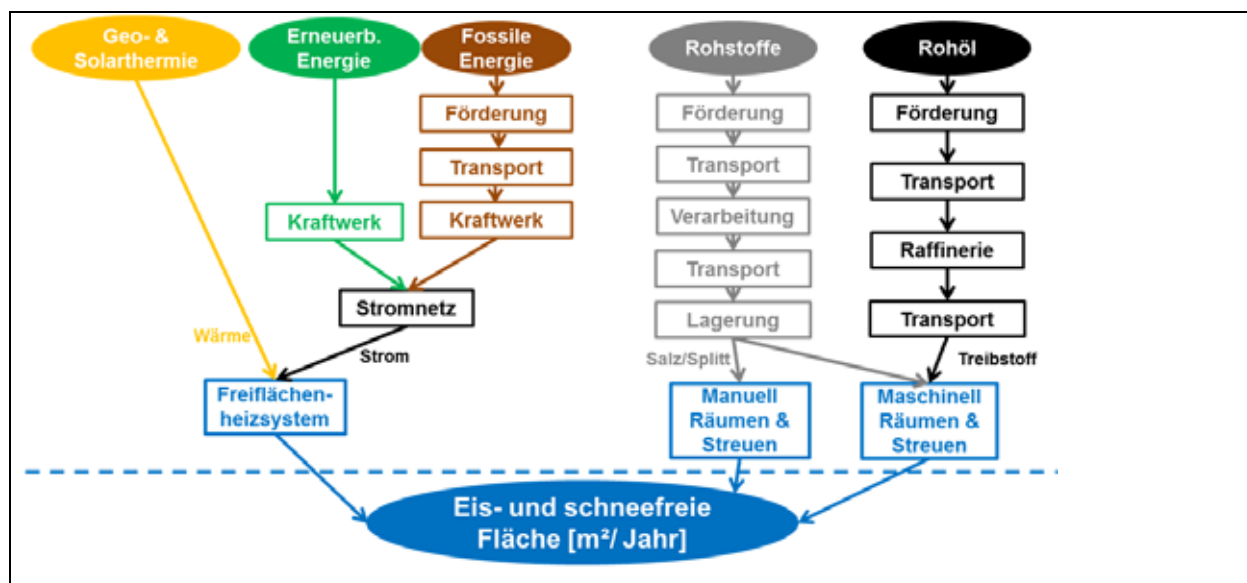 Geo- &
Solarthermie
Erneuerb.
Energie
Fossile
Energie
Rohstoffe
Rohöl
Förderung
Förderung
Förderung
Transport
Transport
Transport
Kraftwerk
Kraftwerk
Verarbeitung
Raffinerie
Transport
Stromnetz
Lagerung
Transport
Wärme
Strom
Salz/Splitt
Treibstoff
Freiflächen-
heizsystem
Manuell
Räumen &
Streuen
Maschinell
Räumen &
Streuen
Eis- und schneefreie
Fläche [m²/ Jahr]